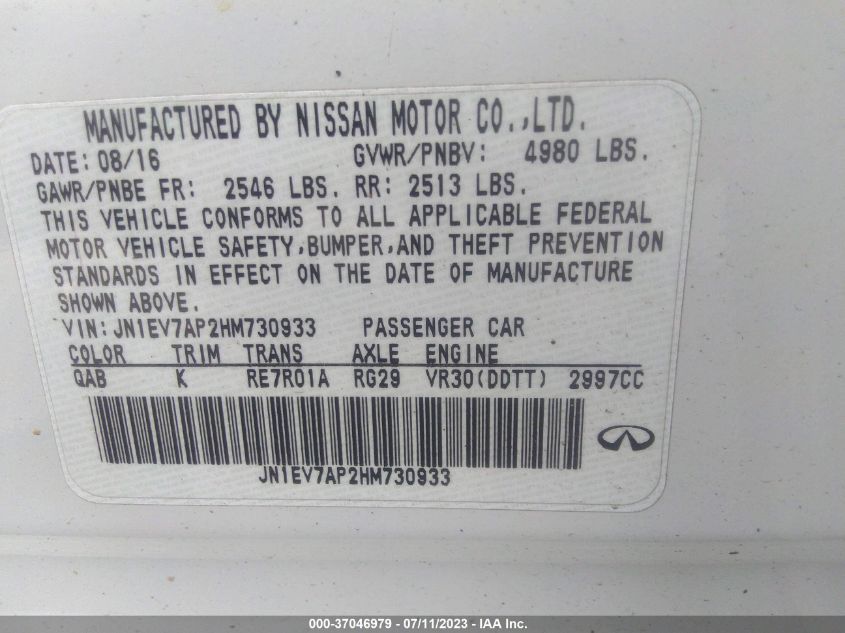 MANUFACTURED BY NISSAN MOTOR CO.,LTD.
DATE: 08/16 GVWR/PNBV: 4980 LBS.
GAWR/PNBE FR: 2546 LBS. RR: 2513 LBS.
THIS VEHICLE CONFORMS TO ALL APPLICABLE FEDERAL
MOTOR VEHICLE SAFETY,BUMPER,AND THEFT PREVENTION
STANDARDS IN EFFECT ON THE DATE OF MANUFACTURE
SHOWN ABOVE.
VIN: JN1EV7AP2HM730933 PASSENGER CAR
COLOR TRIM TRANS AXLE ENGINE
QAB K RE7R01A RG29 VR30(DDTT) 2997CC
JN1EV7AP2HM730933
000-37046979 - 07/11/2023 - IAA Inc.